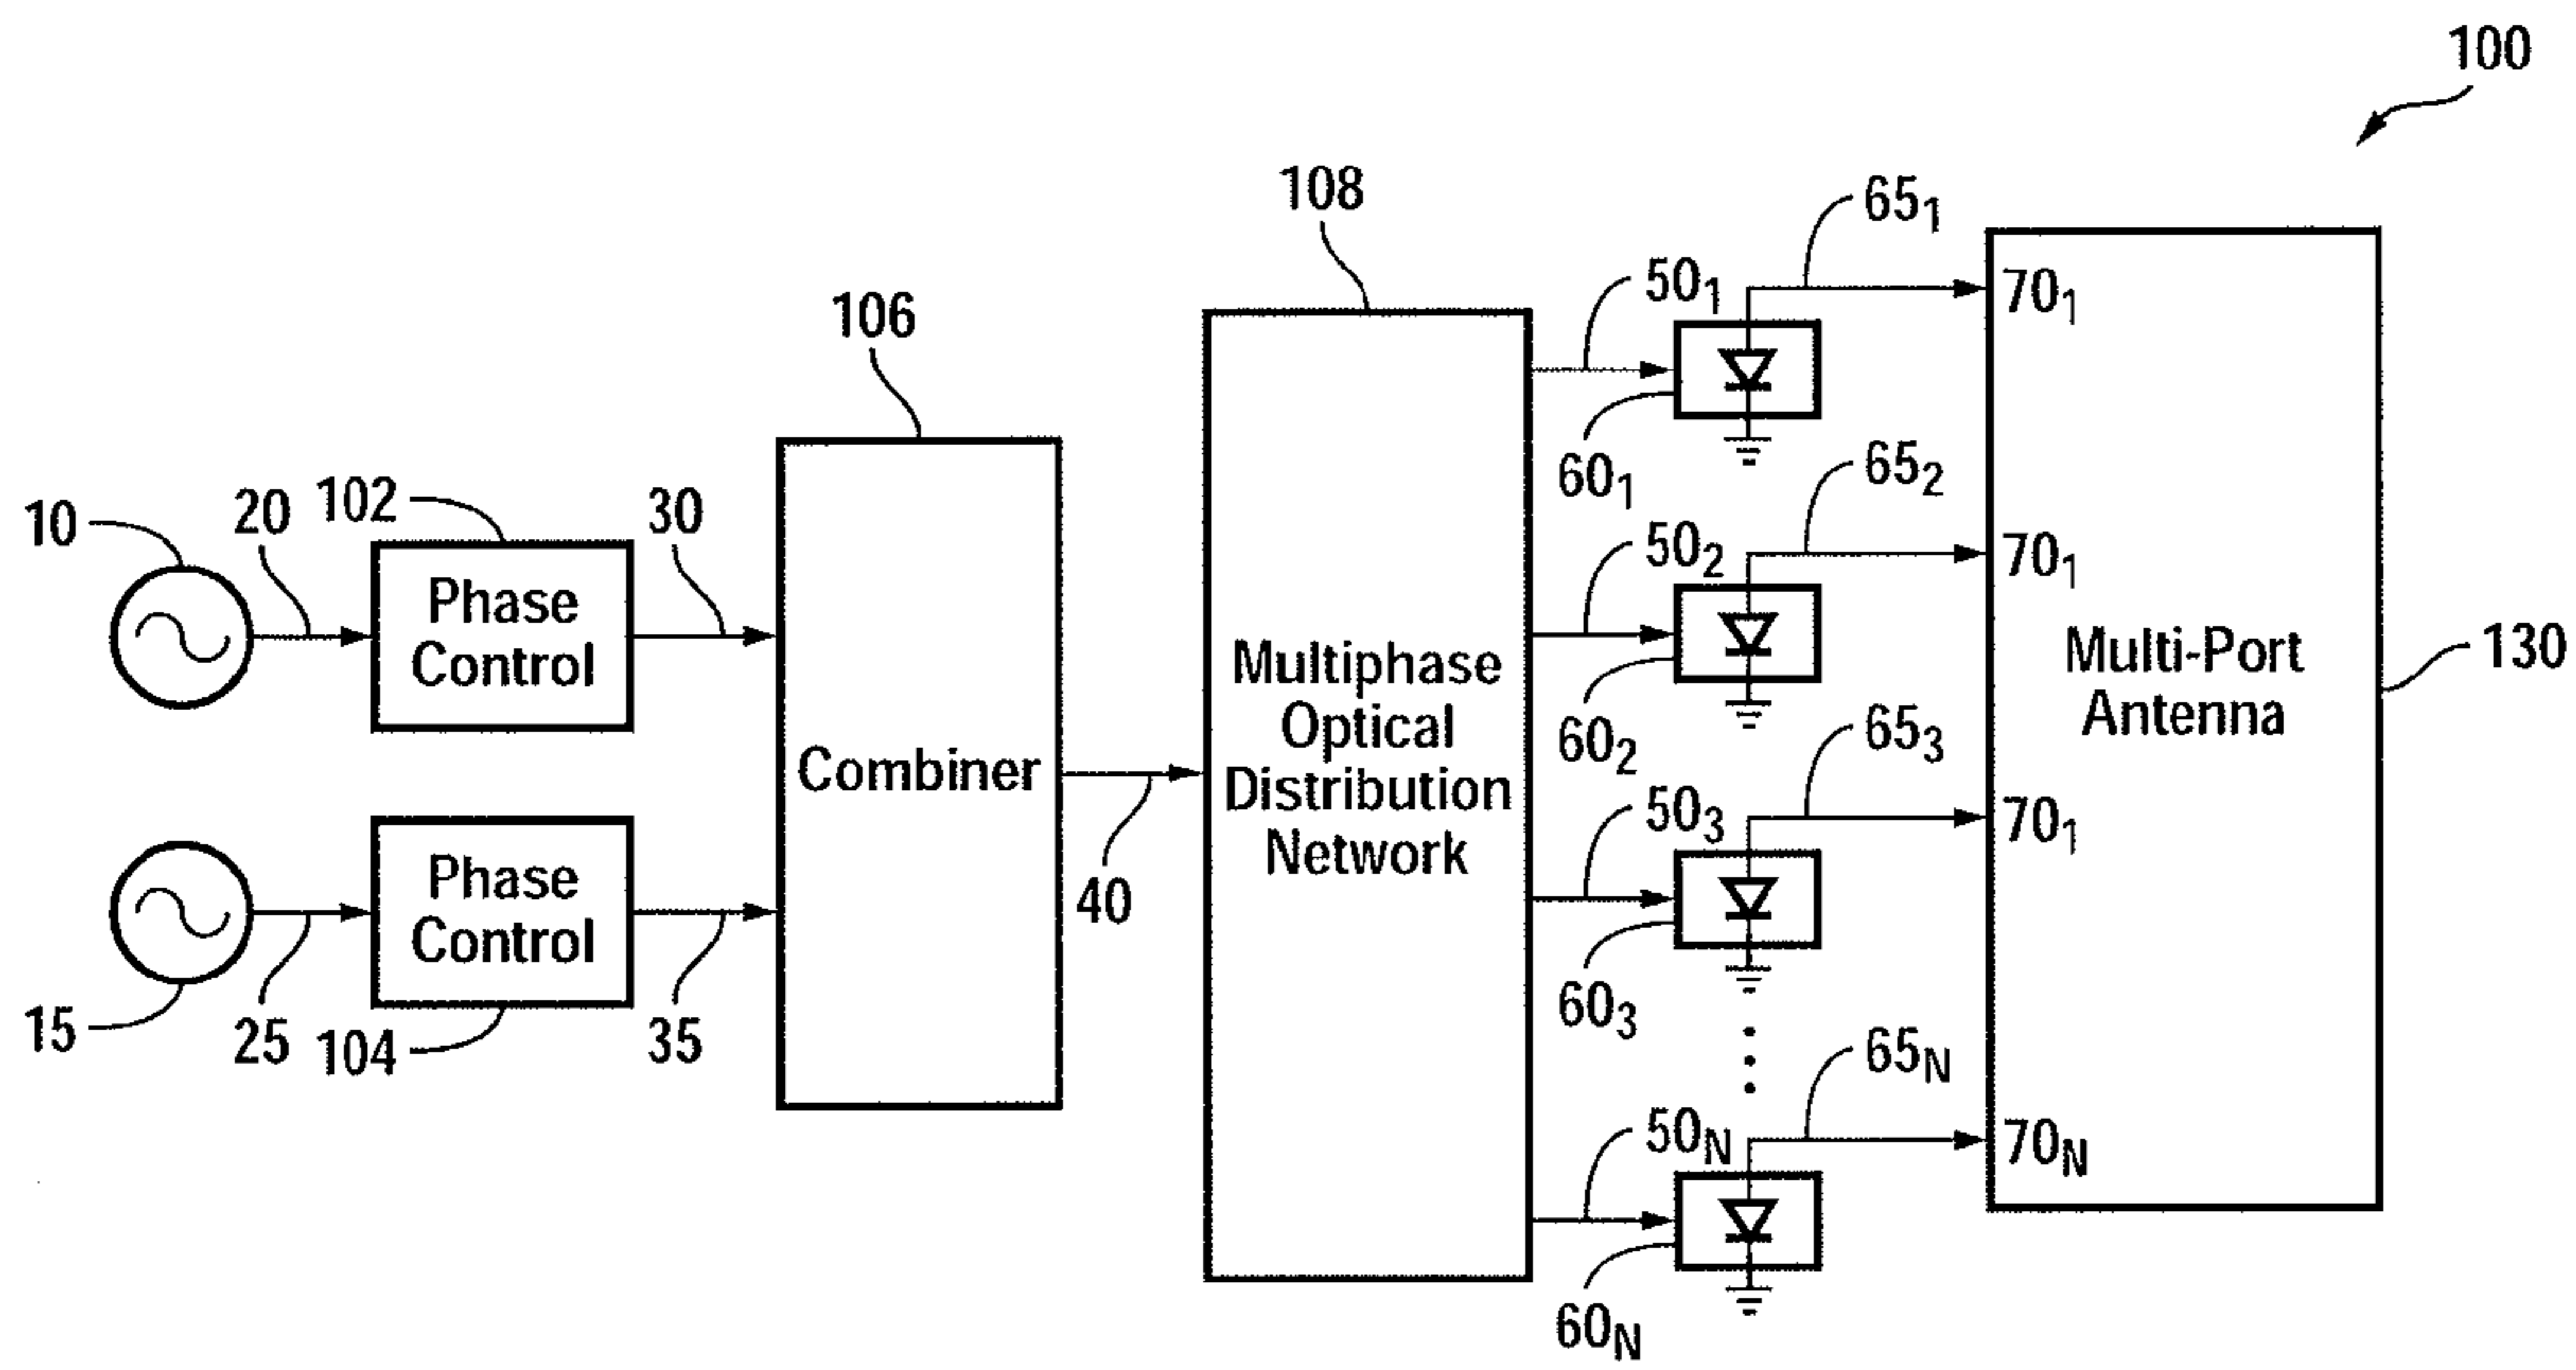 100
108
65₁
50₁
70₁
106
60₁
65₂
10
20
102
30
50₂
70₁
Phase
Control
Multiphase
Optical
Distribution
Network
60₂
65₃
Multi-Port
Antenna
130
Combiner
50₃
70₁
40
Phase
Control
15
25
104
35
60₃
65N
50N
70N
60N